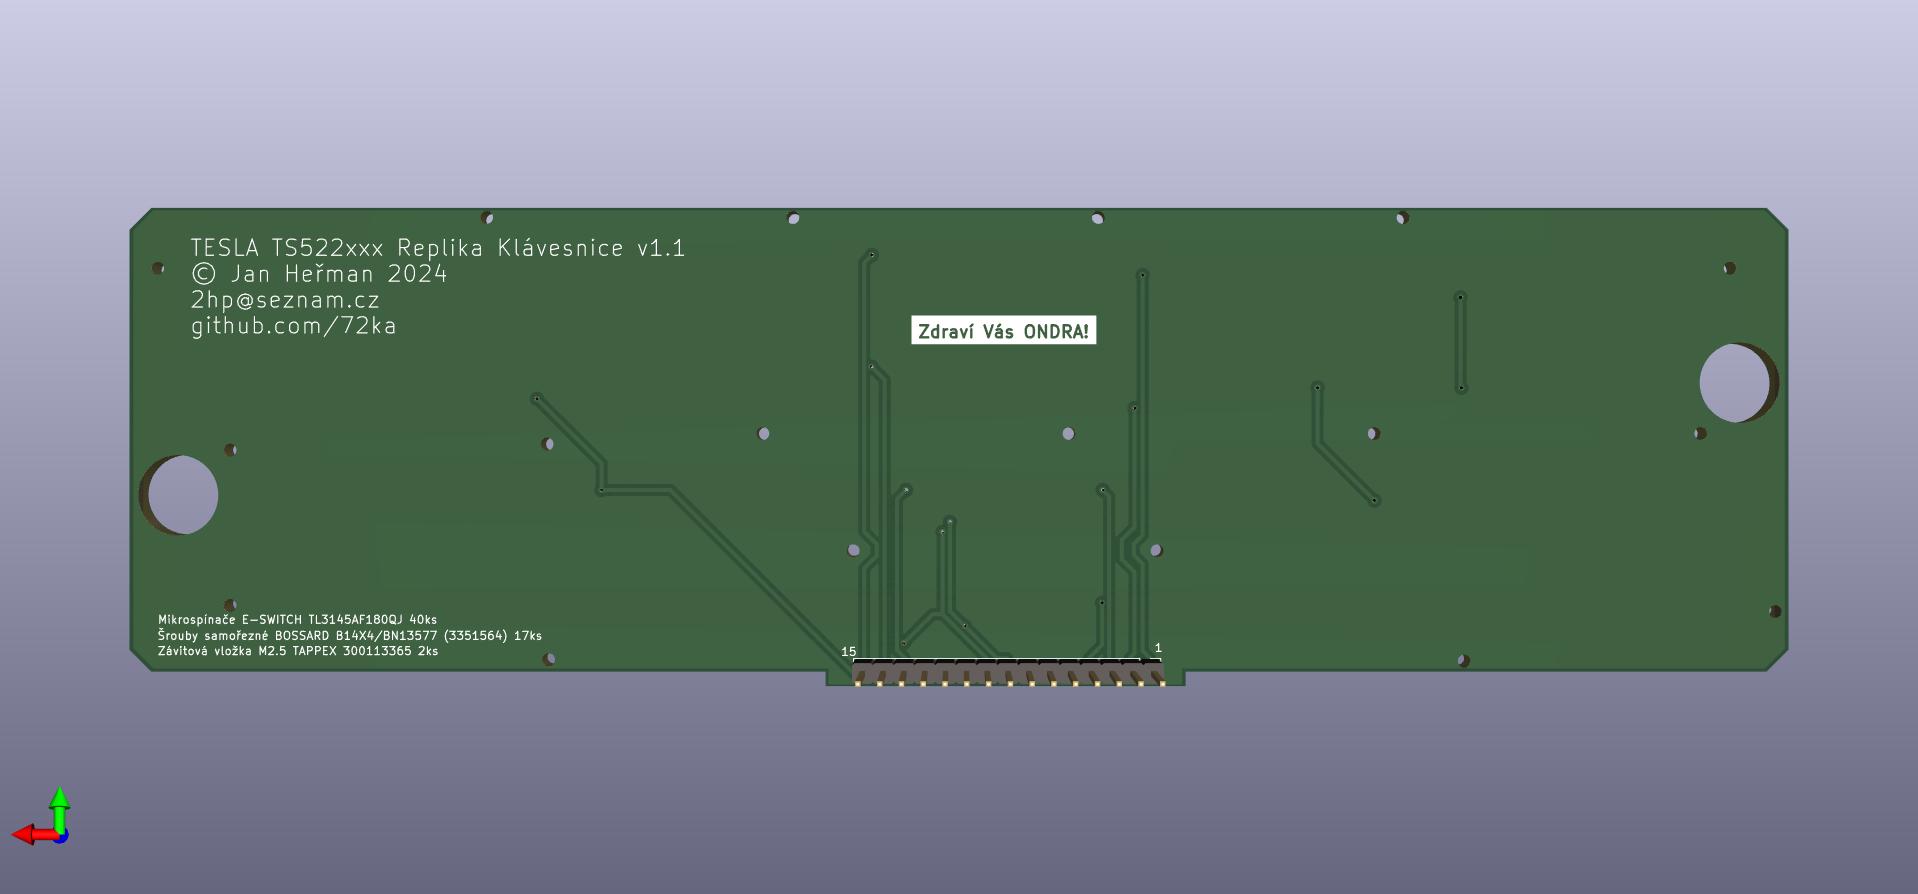 TESLA TS522xxx Replika Klávesnice v1.1
© Jan Heřman 2024
2hp@seznam.cz
github.com/72ka
Zdraví Vás ONDRA!
Mikrospínače E-SWITCH TL3145AF180QJ 40ks
Šrouby samořezné BOSSARD B14X4/BN13577 (3351564) 17ks
Závitová vložka M2.5 TAPPEX 300113365 2ks
15
1